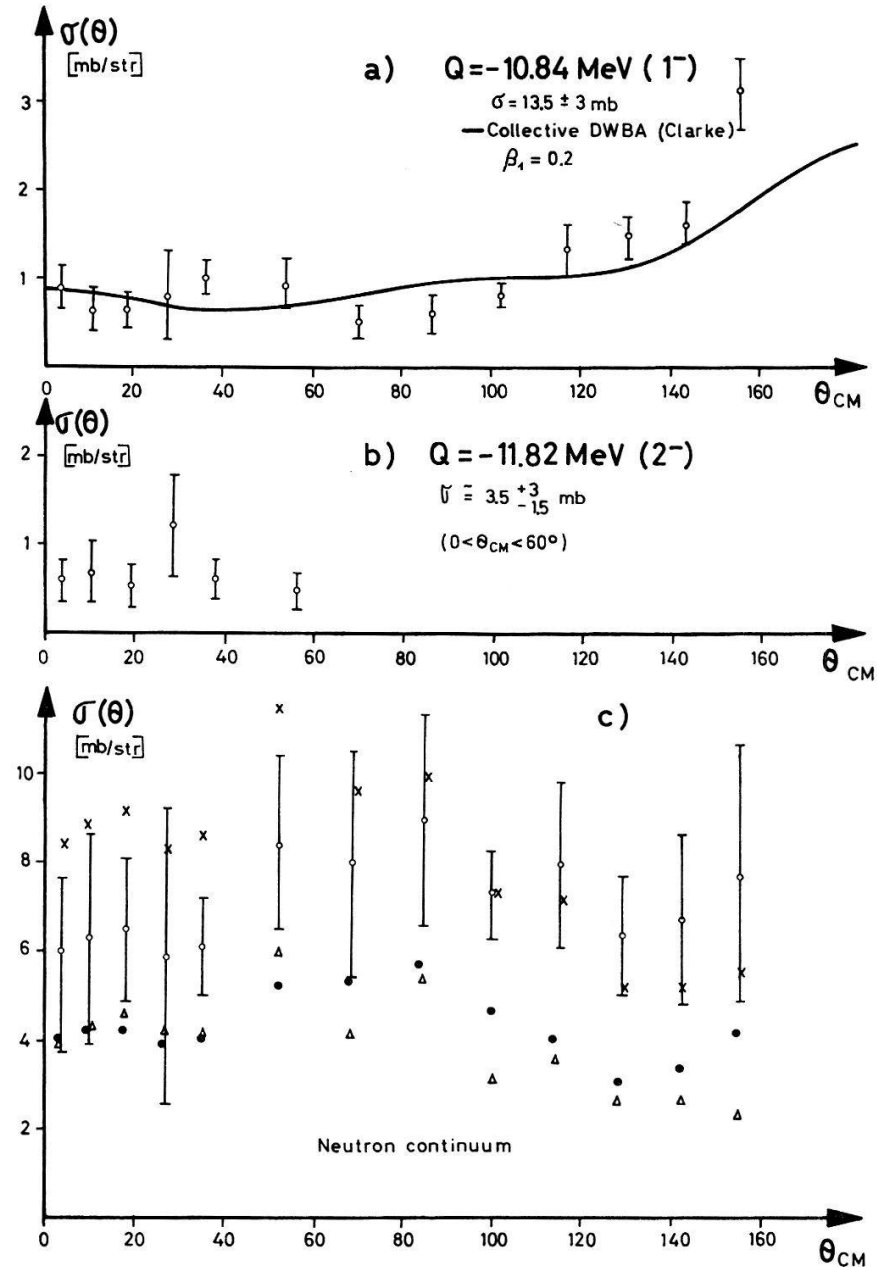 σ(θ)
[mb/str]
a) Q = -10.84 MeV (1⁻)
σ = 13.5 ± 3 mb
Collective DWBA (Clarke)
β₁ = 0.2
3
2
1
0 20 40 60 80 100 120 140 160
θCM
σ(θ)
[mb/str]
b) Q = -11.82 MeV (2⁻)
σ = 3.5 +3 -1.5 mb
(0<θCM<60°)
2
1
0 20 40 60 80 100 120 140 160
θCM
σ(θ)
[mb/str]
c)
10
8
6
4
2
Neutron continuum
0 20 40 60 80 100 120 140 160
θCM